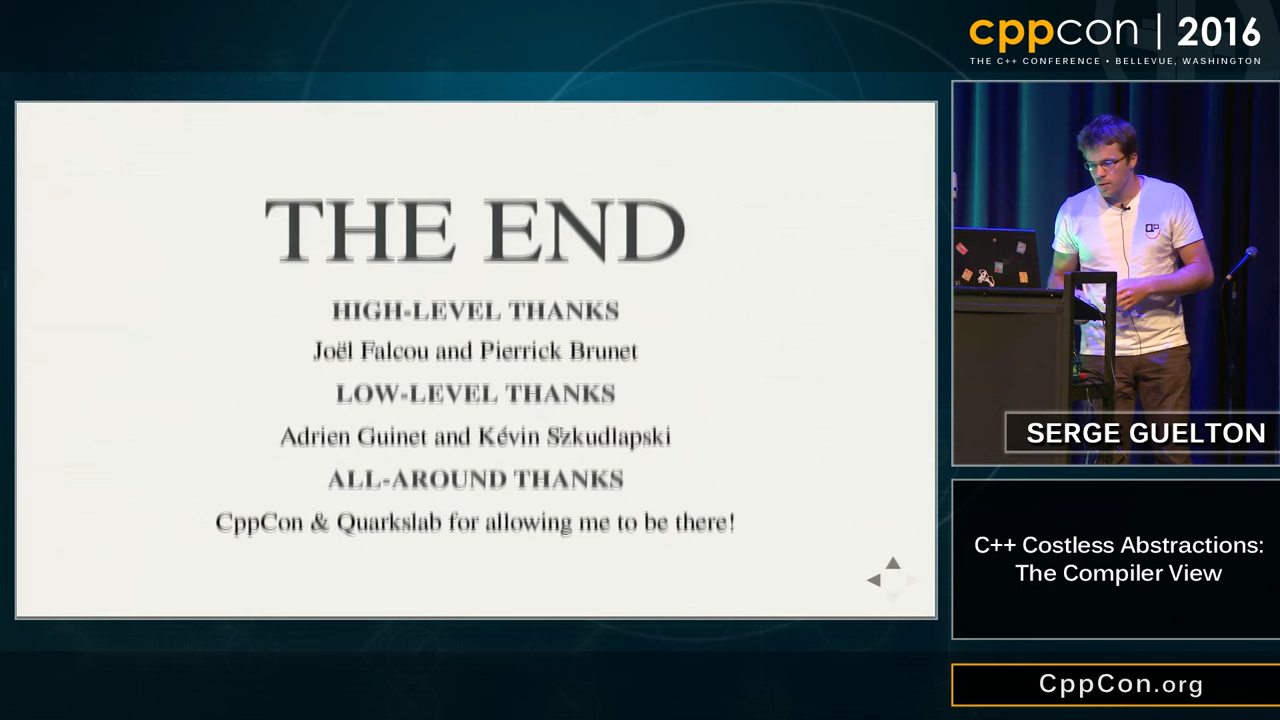 cppcon | 2016
THE C++ CONFERENCE • BELLEVUE, WASHINGTON
THE END
HIGH-LEVEL THANKS
Joël Falcou and Pierrick Brunet
LOW-LEVEL THANKS
Adrien Guinet and Kévin Szkudlapski
ALL-AROUND THANKS
CppCon & Quarkslab for allowing me to be there!
SERGE GUELTON
C++ Costless Abstractions:
The Compiler View
CppCon.org